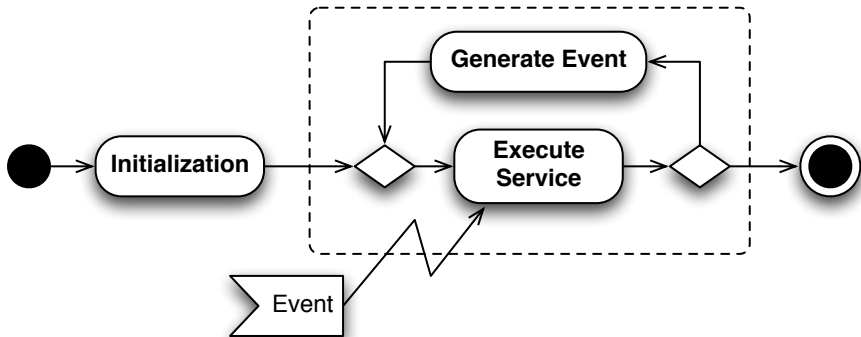 Generate Event
Initialization
Execute
Service
Event